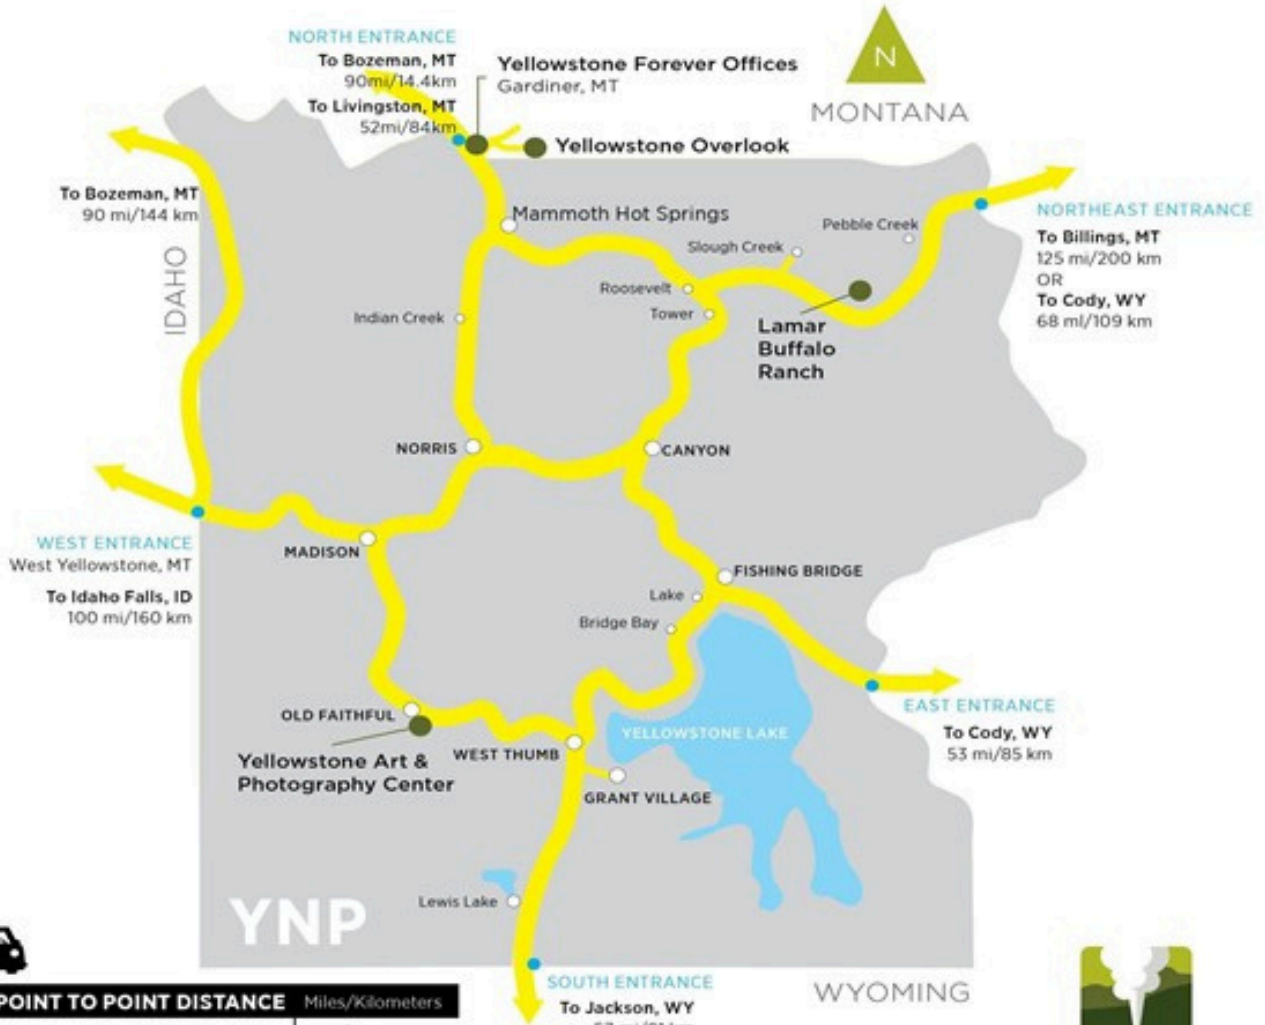 NORTH ENTRANCE
To Bozeman, MT
90mi/14.4km
To Livingston, MT
52mi/84km
Yellowstone Forever Offices
Gardiner, MT
N
MONTANA
Yellowstone Overlook
To Bozeman, MT
90 mi/144 km
IDAHO
Mammoth Hot Springs
Pebble Creek
Slough Creek
Roosevelt
Tower
Indian Creek
Lamar
Buffalo
Ranch
NORTHEAST ENTRANCE
To Billings, MT
125 mi/200 km
OR
To Cody, WY
68 ml/109 km
NORRIS
CANYON
WEST ENTRANCE
West Yellowstone, MT
To Idaho Falls, ID
100 mi/160 km
MADISON
FISHING BRIDGE
Lake
Bridge Bay
OLD FAITHFUL
Yellowstone Art &
Photography Center
WEST THUMB
YELLOWSTONE LAKE
GRANT VILLAGE
EAST ENTRANCE
To Cody, WY
53 mi/85 km
Lewis Lake
YNP
SOUTH ENTRANCE
To Jackson, WY
WYOMING
POINT TO POINT DISTANCE Miles/Kilometers